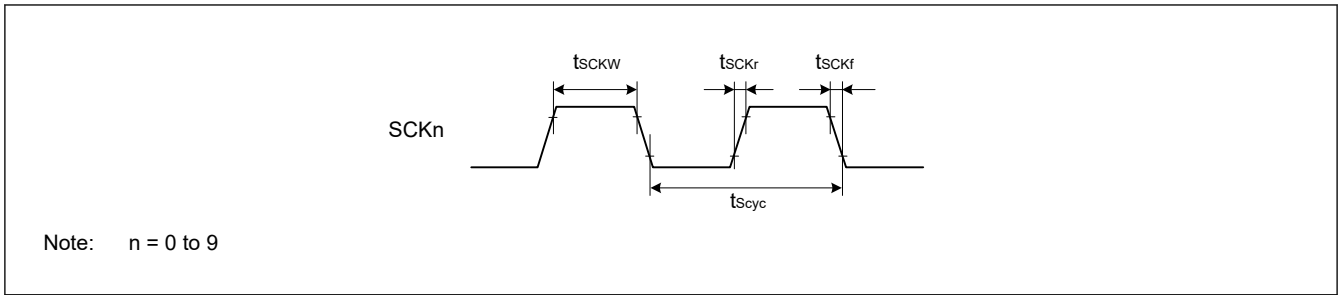 tSCKW tSCKr tSCKf
SCKn
tScyc
Note: n = 0 to 9